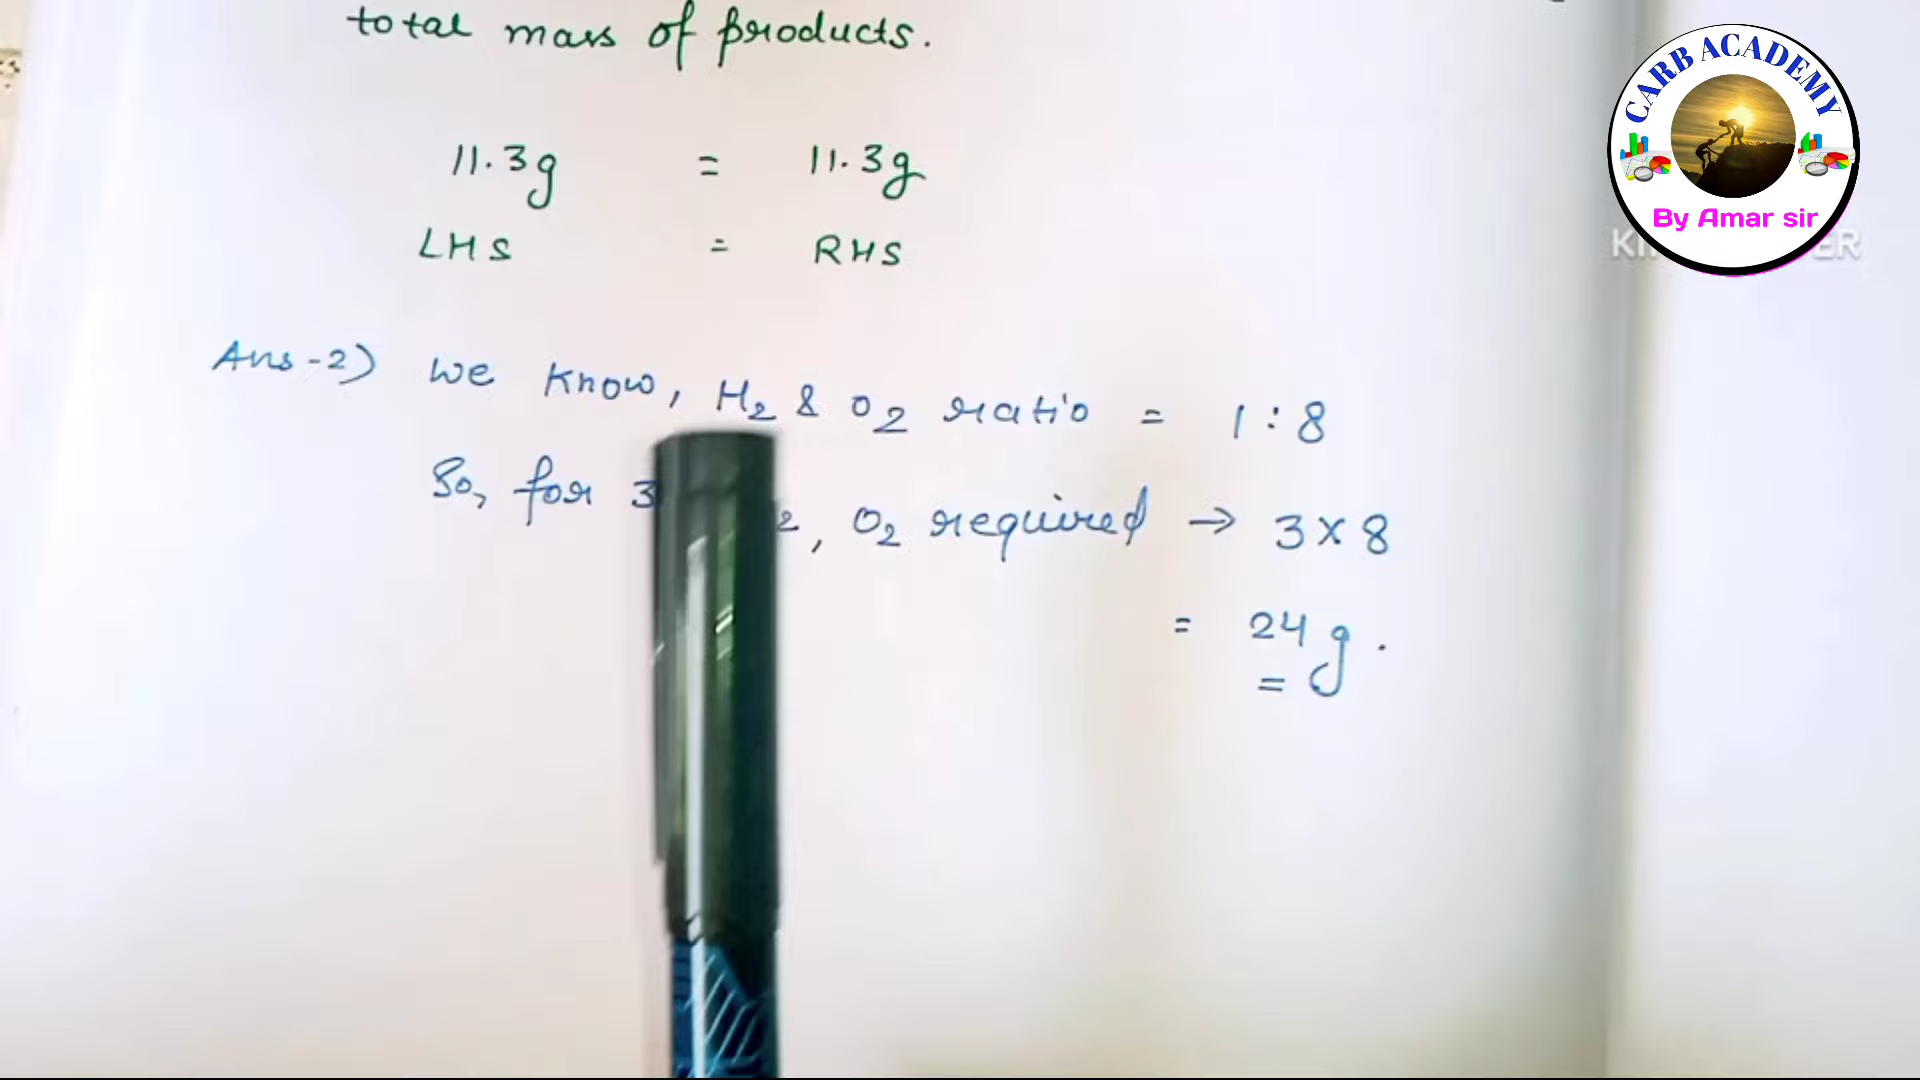 total mass of products.
11.3g = 11.3g
LHS = RHS
Ans-2) We know, H₂ & O₂ ratio = 1:8
So, for 3 , O₂ required → 3×8
= 24g.
CARB ACADEMY
By Amar sir